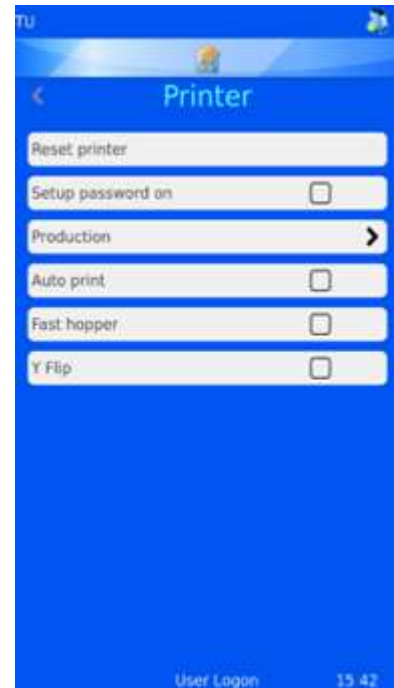 TU
Printer
Reset printer
Setup password on
Production
Auto print
Fast hopper
Y Flip
User Logon 15 42